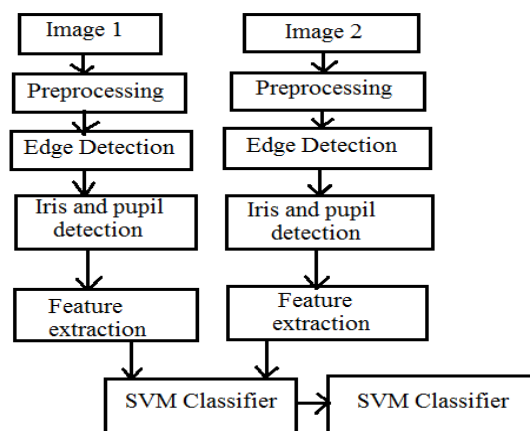 Image 1
Preprocessing
Edge Detection
Iris and pupil
detection
Feature
extraction
Image 2
Preprocessing
Edge Detection
Iris and pupil
detection
Feature
extraction
SVM Classifier
SVM Classifier